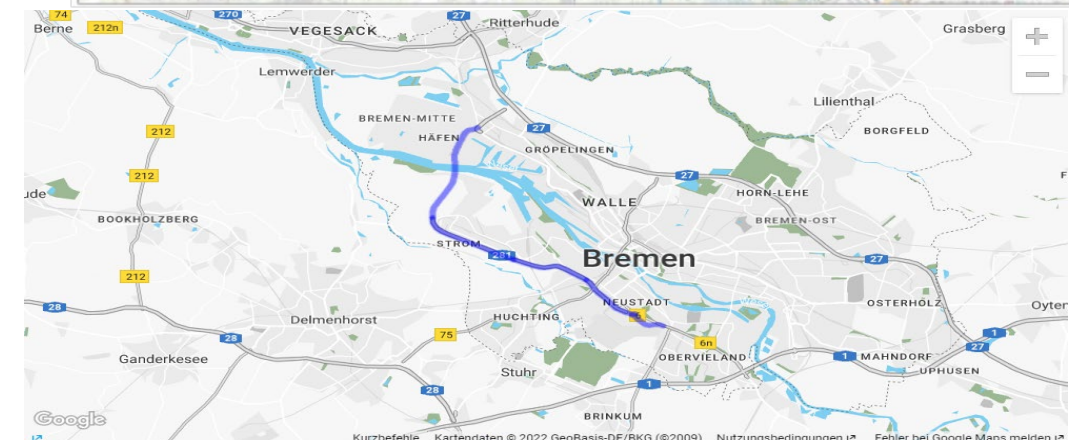 74
270
27
Berne
212n
VEGESACK
Ritterhude
Grasberg
Lemwerder
Lilienthal
BREMEN-MITTE
212
HÄFEN
27
BORGFELD
GRÖPELINGEN
212
27
HORN-LEHE
ude
WALLE
BOOKHOLZBERG
BREMEN-OST
STROM
281
Bremen
27
212
NEUSTADT
OSTERHOLZ
Oyten
28
HUCHTING
Delmenhorst
75
6n
1
28
27
Ganderkesee
OBERVIELAND
1
MAHNDORF
Stuhr
UPHUSEN
28
1
Google
BRINKUM
Kurzbefehle
Kartendaten © 2022 GeoBasis-DE/BKG (©2009)
Nutzungsbedingungen
Fehler bei Google Maps melden